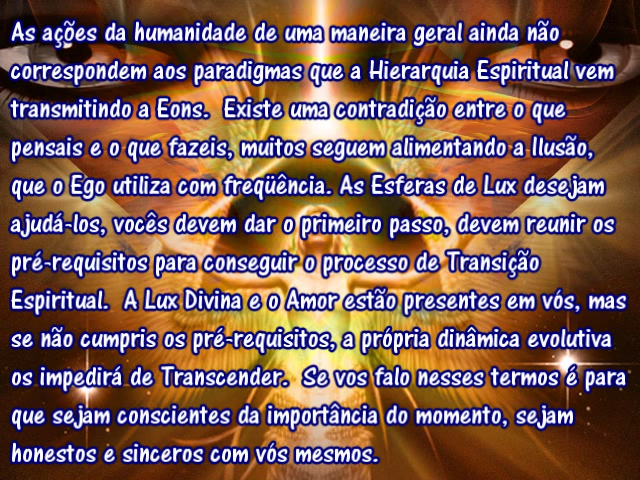 As ações da humanidade de uma maneira geral ainda não
correspondem aos paradigmas que a Hierarquia Espiritual vem
transmitindo a Eons.  Existe uma contradição entre o que
pensais e o que fazeis, muitos seguem alimentando a Ilusão,
que o Ego utiliza com freqüência. As Esferas de Lux desejam
ajudá-los, vocês devem dar o primeiro passo, devem reunir os
pré-requisitos para conseguir o processo de Transição
Espiritual.  A Lux Divina e o Amor estão presentes em vós, mas
se não cumpris os pré-requisitos, a própria dinâmica evolutiva
os impedirá de Transcender.  Se vos falo nesses termos é para
que sejam conscientes da importância do momento, sejam
honestos e sinceros com vós mesmos.